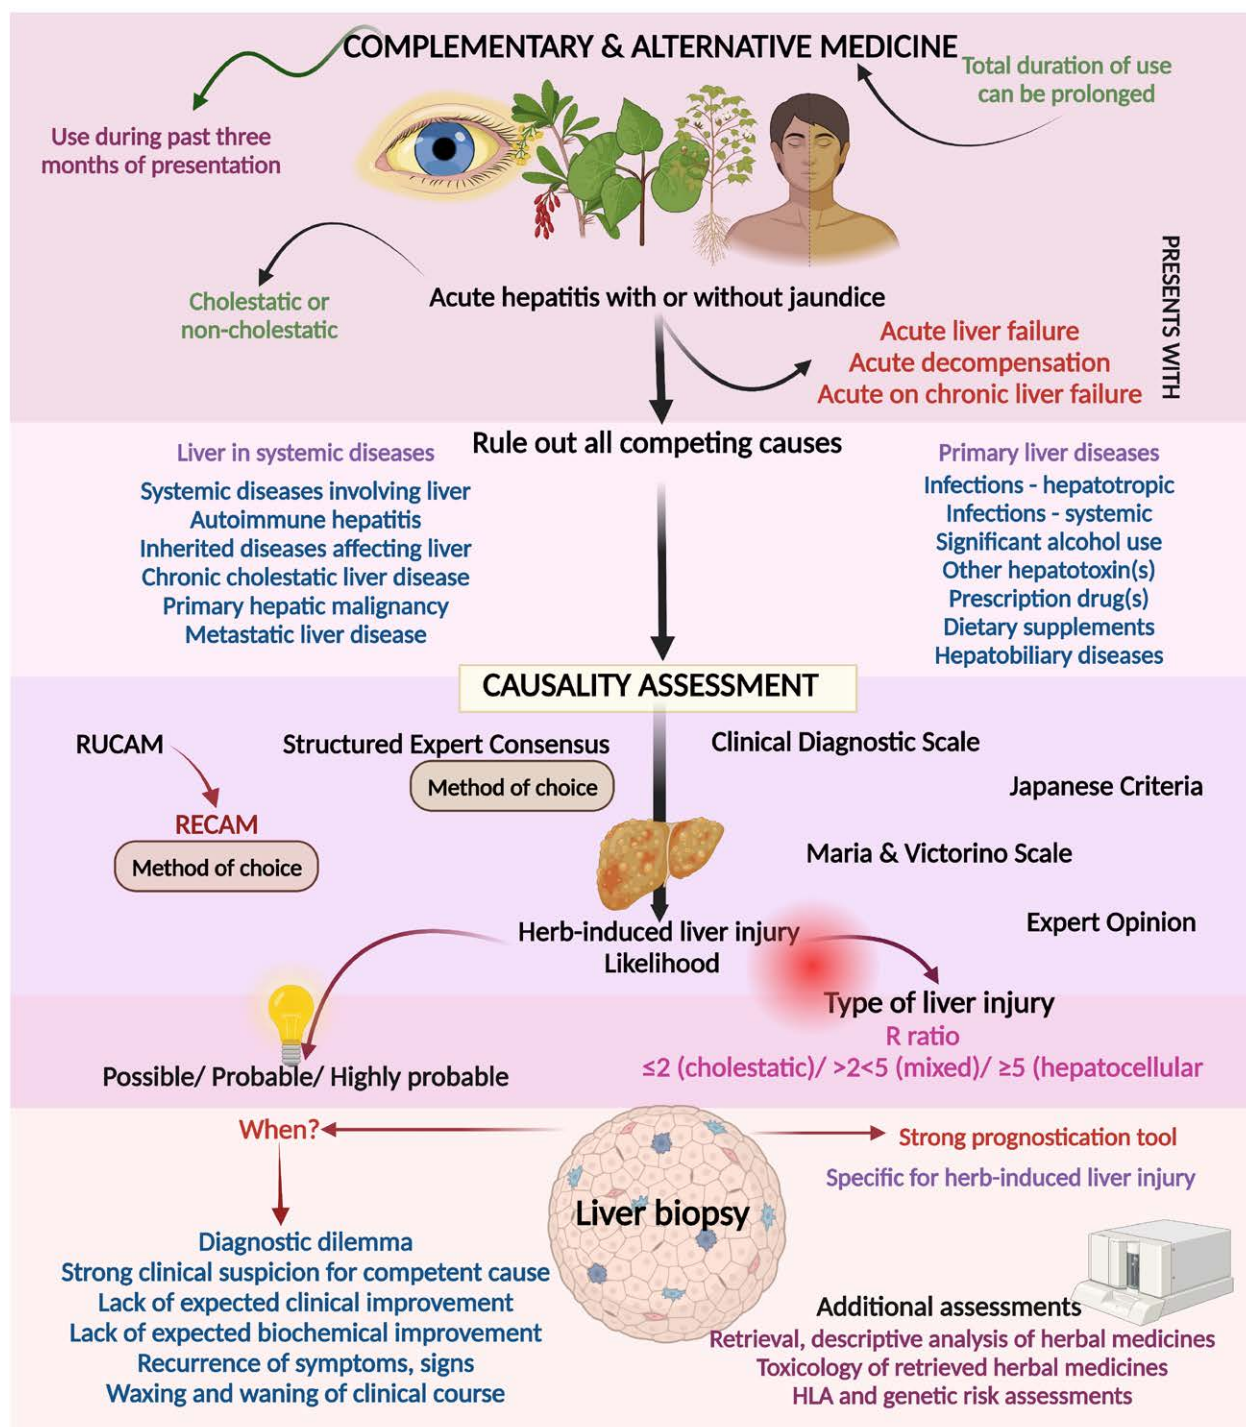 COMPLEMENTARY & ALTERNATIVE MEDICINE
Total duration of use
can be prolonged
Use during past three
months of presentation
Cholestatic or
non-cholestatic
Acute hepatitis with or without jaundice
PRESENTS WITH
Acute liver failure
Acute decompensation
Acute on chronic liver failure
Rule out all competing causes
Liver in systemic diseases
Systemic diseases involving liver
Autoimmune hepatitis
Inherited diseases affecting liver
Chronic cholestatic liver disease
Primary hepatic malignancy
Metastatic liver disease
Primary liver diseases
Infections - hepatotropic
Infections - systemic
Significant alcohol use
Other hepatotoxin(s)
Prescription drug(s)
Dietary supplements
Hepatobiliary diseases
CAUSALITY ASSESSMENT
RUCAM
RECAM
Method of choice
Structured Expert Consensus
Method of choice
Clinical Diagnostic Scale
Japanese Criteria
Maria & Victorino Scale
Expert Opinion
Herb-induced liver injury
Likelihood
Type of liver injury
R ratio
≤2 (cholestatic)/ >2<5 (mixed)/ ≥5 (hepatocellular
Possible/ Probable/ Highly probable
When?
Diagnostic dilemma
Strong clinical suspicion for competent cause
Lack of expected clinical improvement
Lack of expected biochemical improvement
Recurrence of symptoms, signs
Waxing and waning of clinical course
Liver biopsy
Strong prognostication tool
Specific for herb-induced liver injury
Additional assessments
Retrieval, descriptive analysis of herbal medicines
Toxicology of retrieved herbal medicines
HLA and genetic risk assessments